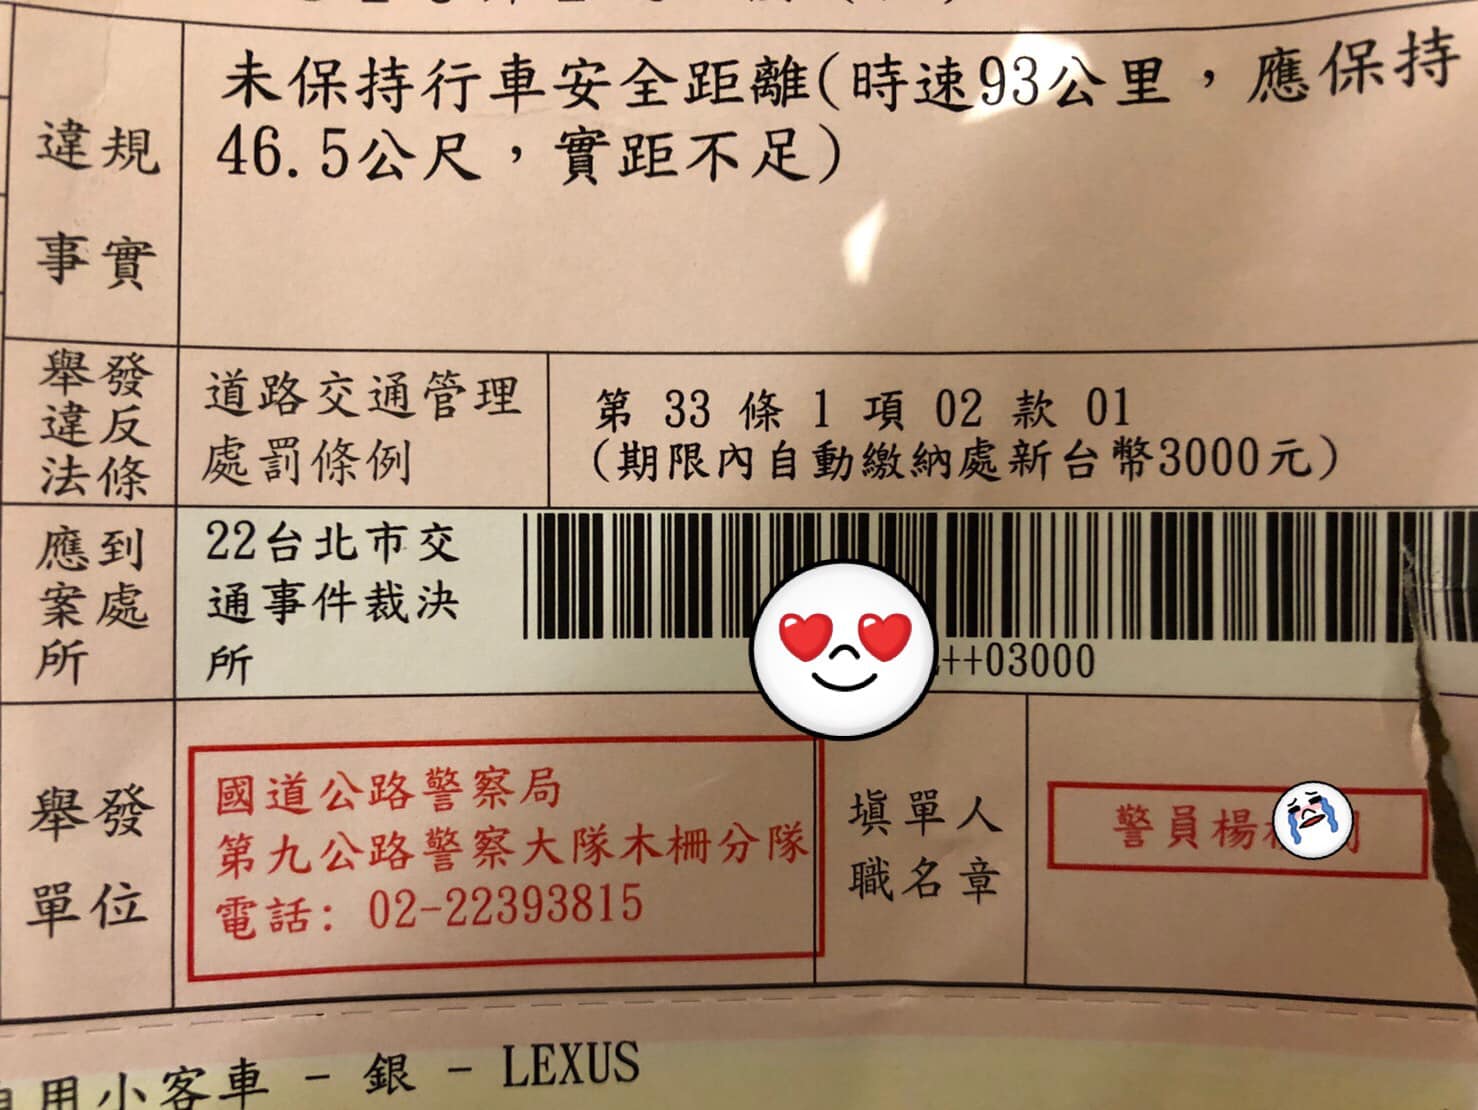 未保持行車安全距離(時速93公里,應保持
46.5公尺,實距不足)
違規
事實
舉發
違反
法條
道路交通管理
處罰條例
第 33 條 1 項 02 款 01
(期限內自動繳納處新台幣3000元)
應到
案處
所
22台北市交
通事件裁決
所
++03000
舉發
單位
國道公路警察局
第九公路警察大隊木柵分隊
電話: 02-22393815
填單人
職名章
警員楊
用小客車 - 銀 - LEXUS